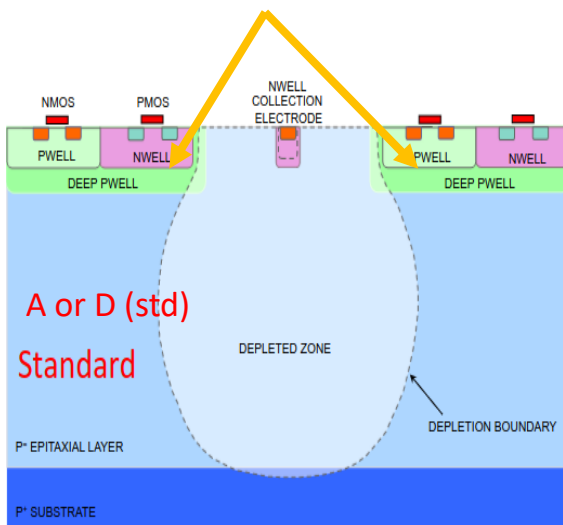 NWELL
COLLECTION
ELECTRODE
NMOS
PMOS
PWELL
NWELL
PWELL
NWELL
DEEP PWELL
DEEP PWELL
A or D (std)
Standard
DEPLETED ZONE
DEPLETION BOUNDARY
P= EPITAXIAL LAYER
P+ SUBSTRATE